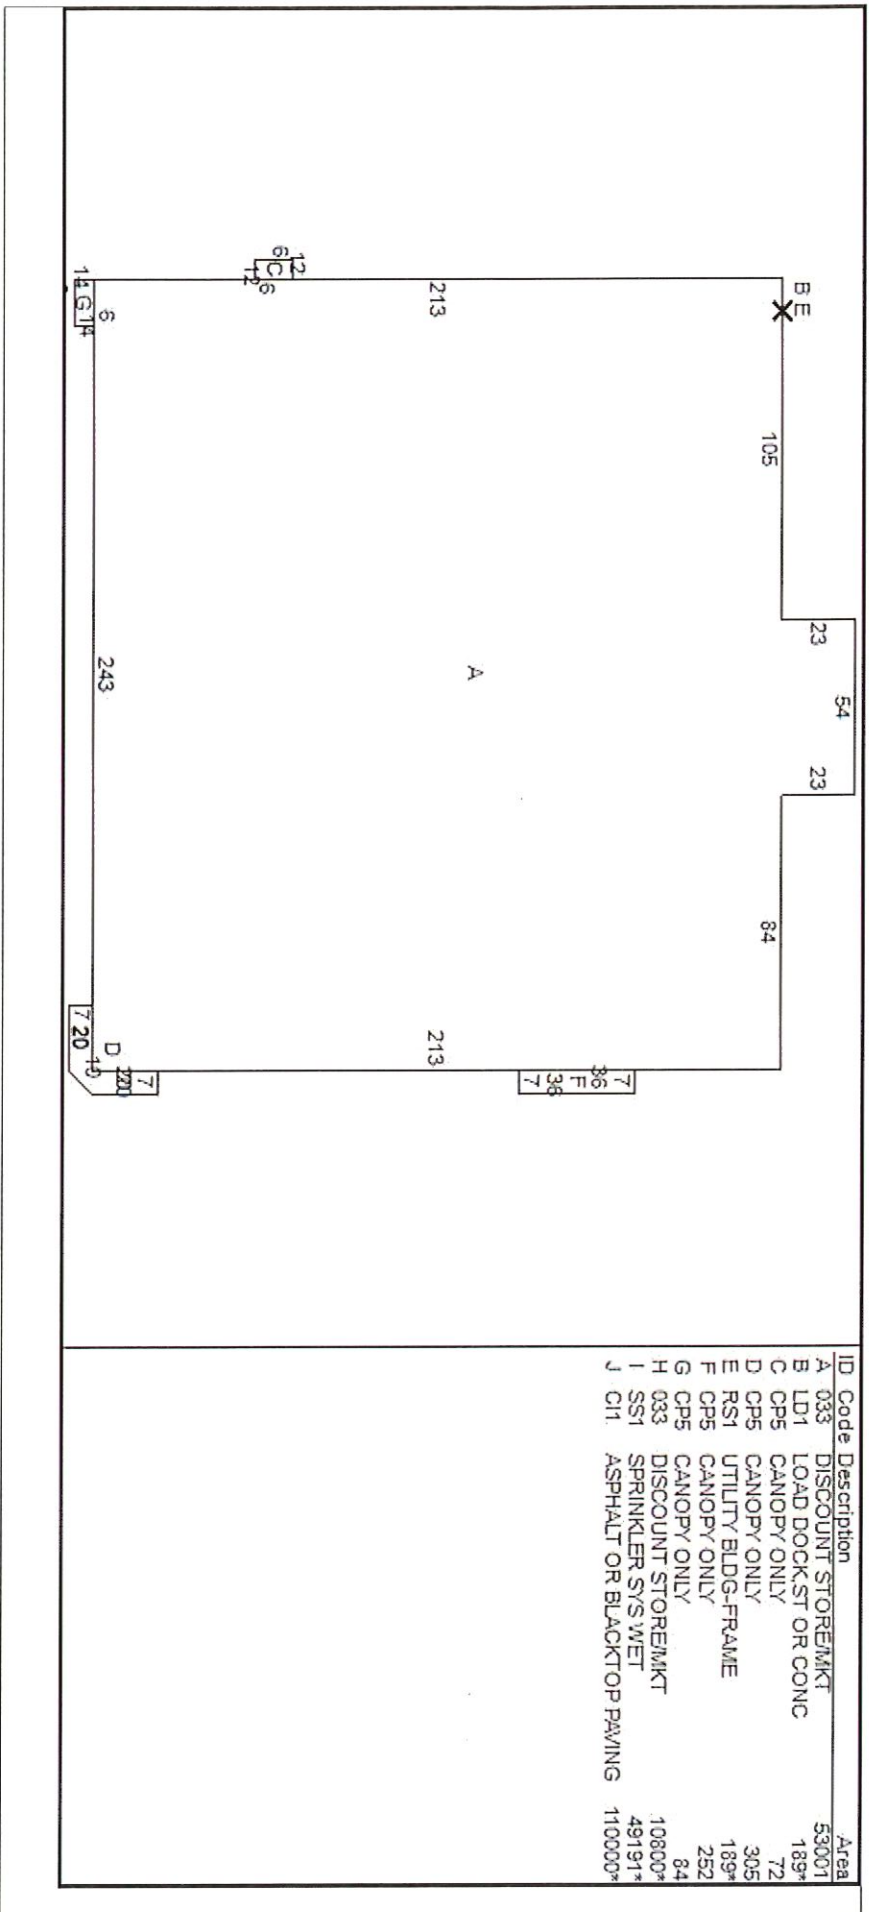 ID Code Description Area
A 033 DISCOUNT STORE/MKT 53001
B LD1 LOAD DOCK,ST OR CONC 189*
C CP5 CANOPY ONLY 72
D CP5 CANOPY ONLY 305
E RS1 UTILITY BLDG-FRAME 189*
F CP5 CANOPY ONLY 252
G CP5 CANOPY ONLY 84
H 033 DISCOUNT STORE/MKT 10800*
I SS1 SPRINKLER SYS WET 49191*
J CI1 ASPHALT OR BLACKTOP PAVING 110000*
54
23
23
B E
105
84
7
36
F
36
7
A
213
213
12
6 C 6
12
7
D
10
6
243
14 G 14
7 20